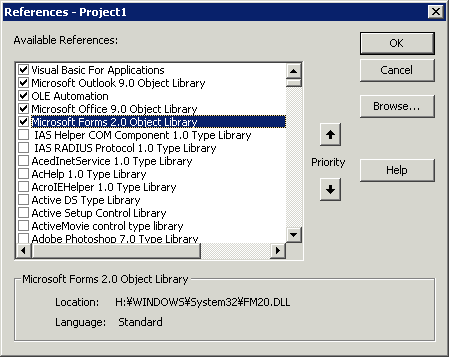 References - Project1
Available References:
OK
Visual Basic For Applications
Microsoft Outlook 9.0 Object Library
Cancel
OLE Automation
Microsoft Office 9.0 Object Library
Browse...
Microsoft Forms 2.0 Object Library
IAS Helper COM Component 1.0 Type Library
IAS RADIUS Protocol 1.0 Type Library
AcedInetService 1.0 Type Library
Priority
AcHelp 1.0 Type Library
Help
AcroIEHelper 1.0 Type Library
Active DS Type Library
Active Setup Control Library
ActiveMovie control type library
Adobe Photoshop 7.0 Type Library
Microsoft Forms 2.0 Object Library
Location: H:¥WINDOWS¥System32¥FM20.DLL
Language: Standard